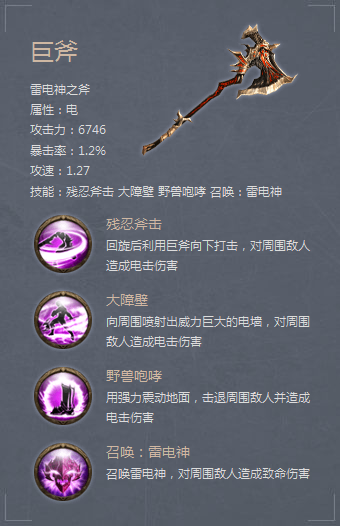 巨斧
雷电神之斧
属性：电
攻击力：6746
暴击率：1.2%
攻速：1.27
技能：残忍斧击 大障壁 野兽咆哮 召唤：雷电神
残忍斧击
回旋后利用巨斧向下打击，对周围敌人
造成电击伤害
大障壁
向周围喷射出威力巨大的电墙，对周围
敌人造成电击伤害
野兽咆哮
用强力震动地面，击退周围敌人并造成
电击伤害
召唤：雷电神
召唤雷电神，对周围敌人造成致命伤害